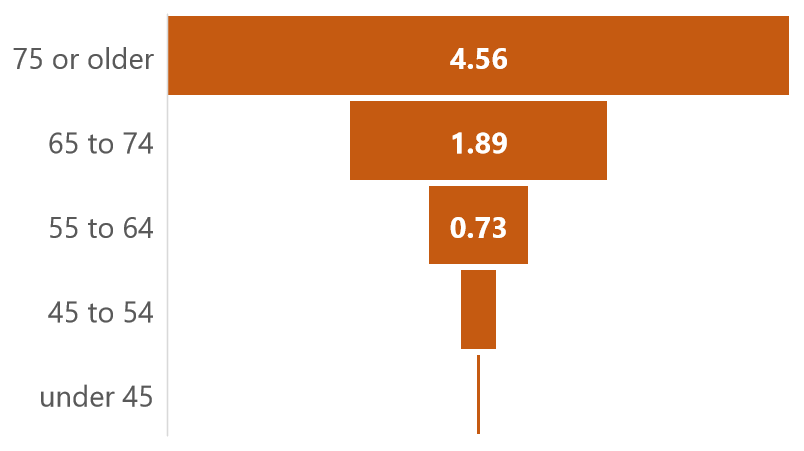 75 or older 4.56
65 to 74 1.89
55 to 64 0.73
45 to 54
under 45